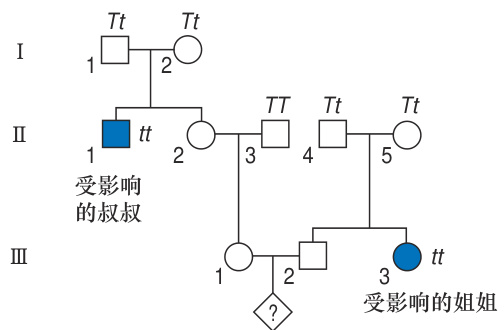 Tt Tt
I
1 2
TT Tt Tt
II
tt
1 2 3 4 5
受影响
的叔叔
III
tt
1 2 3
受影响的姐姐
?